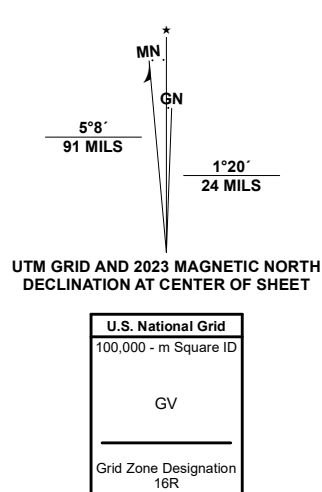 ★
MN
GN
5°8´
91 MILS
1°20´
24 MILS
UTM GRID AND 2023 MAGNETIC NORTH
DECLINATION AT CENTER OF SHEET
U.S. National Grid
100,000 - m Square ID
GV
Grid Zone Designation
16R